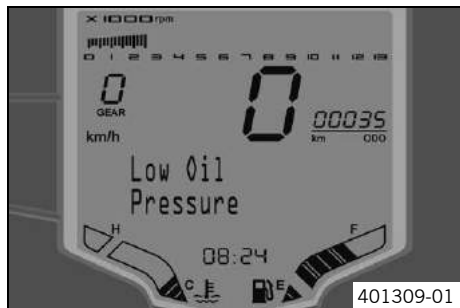 X 1000 rpm
0 1 2 3 4 5 6 7 8 9 10 11 12 13
0
GEAR
0
00035
km/h
km ODO
Low Oil
Pressure
H
F
08:24
C
E
401309-01